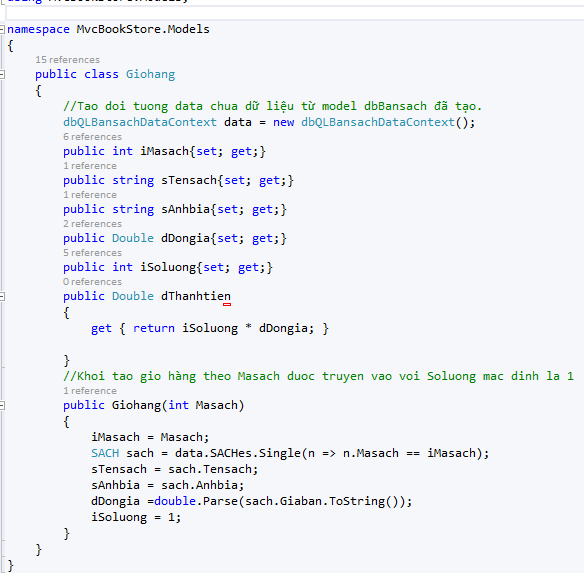 namespace MvcBookStore.Models
{
15 references
public class Giohang
{
//Tao doi tuong data chua dữ liệu từ model dbBansach đã tạo.
dbQLBansachDataContext data = new dbQLBansachDataContext();
6 references
public int iMasach{set; get;}
1 reference
public string sTensach{set; get;}
1 reference
public string sAnhbia{set; get;}
2 references
public Double dDongia{set; get;}
5 references
public int iSoluong{set; get;}
0 references
public Double dThanhtien
{
get { return iSoluong * dDongia; }
}
//Khoi tao gio hàng theo Masach duoc truyen vao voi Soluong mac dinh la 1
1 reference
public Giohang(int Masach)
{
iMasach = Masach;
SACH sach = data.SACHes.Single(n => n.Masach == iMasach);
sTensach = sach.Tensach;
sAnhbia = sach.Anhbia;
dDongia =double.Parse(sach.Giaban.ToString());
iSoluong = 1;
}
}
}